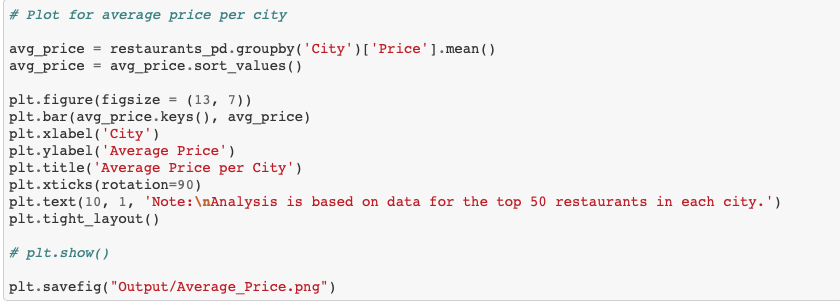 # Plot for average price per city
avg_price = restaurants_pd.groupby('City')['Price'].mean()
avg_price = avg_price.sort_values()
plt.figure(figsize = (13, 7))
plt.bar(avg_price.keys(), avg_price)
plt.xlabel('City')
plt.ylabel('Average Price')
plt.title('Average Price per City')
plt.xticks(rotation=90)
plt.text(10, 1, 'Note:\nAnalysis is based on data for the top 50 restaurants in each city.')
plt.tight_layout()
# plt.show()
plt.savefig("Output/Average_Price.png")